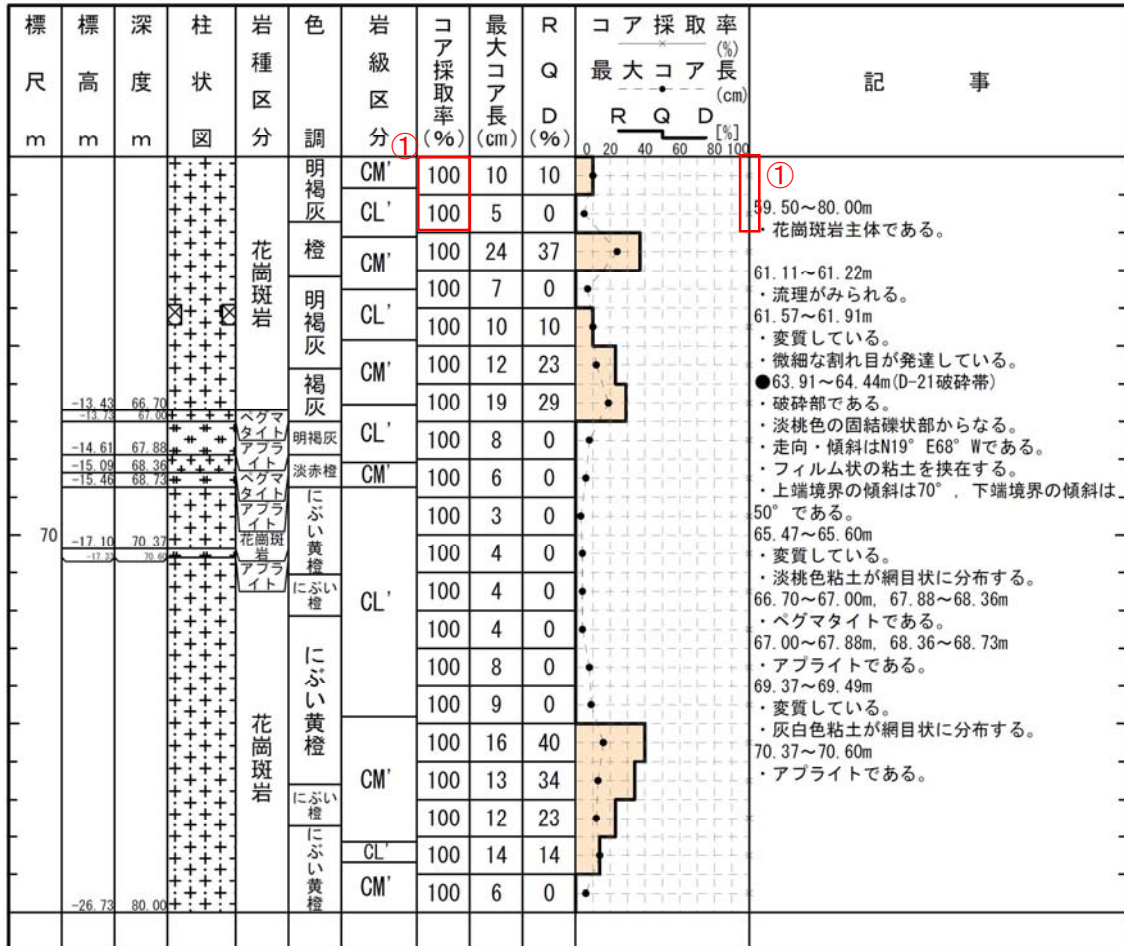 標尺m
標高m
深度m
柱状図
岩種区分
色調
岩級区分
コア採取率(%)
最大コア長(cm)
RQD(%)
コア採取率
(%)
最大コア長
(cm)
RQD
[%]
0 20 40 60 80 100
記事
①
①
明褐灰
橙
明褐灰
褐灰
明褐灰
淡赤橙
にぶい黄橙
にぶい橙
にぶい黄橙
にぶい橙
にぶい黄橙
花崗斑岩
ペグマタイト
アプライト
ペグマタイト
アプライト
花崗斑岩
アプライト
花崗斑岩
CM'
CL'
CM'
CL'
CM'
CL'
CM'
CL'
CM'
CL'
CM'
100 10 10
100 5 0
100 24 37
100 7 0
100 10 10
100 12 23
100 19 29
100 8 0
100 6 0
100 3 0
100 4 0
100 4 0
100 4 0
100 8 0
100 9 0
100 16 40
100 13 34
100 12 23
100 14 14
100 6 0
-13.43 66.70
-13.73 67.00
-14.61 67.88
-15.09 68.36
-15.46 68.73
70
-17.10 70.37
-17.33 70.60
-26.73 80.00
59.50～80.00m
・花崗斑岩主体である。
61.11～61.22m
・流理がみられる。
61.57～61.91m
・変質している。
・微細な割れ目が発達している。
●63.91～64.44m(D-21破砕帯)
・破砕部である。
・淡桃色の固結礫状部からなる。
・走向・傾斜はN19°E68°Wである。
・フィルム状の粘土を挟在する。
・上端境界の傾斜は70°, 下端境界の傾斜は
50°である。
65.47～65.60m
・変質している。
・淡桃色粘土が網目状に分布する。
66.70～67.00m, 67.88～68.36m
・ペグマタイトである。
67.00～67.88m, 68.36～68.73m
・アプライトである。
69.37～69.49m
・変質している。
・灰白色粘土が網目状に分布する。
70.37～70.60m
・アプライトである。